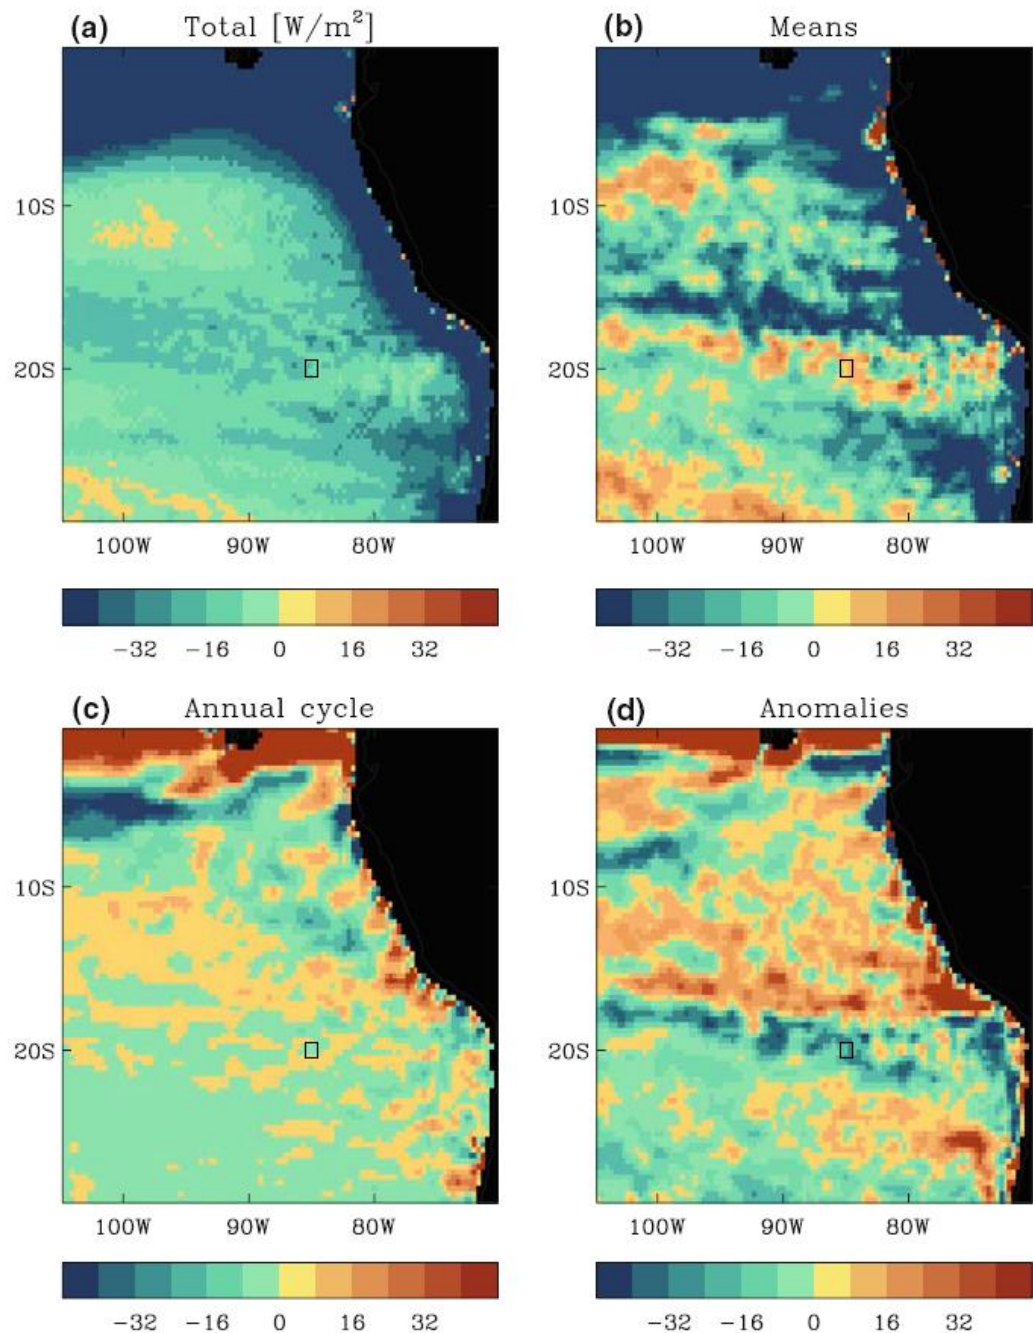 (a) Total [W/m²]
(b) Means
10S
20S
100W 90W 80W
10S
20S
100W 90W 80W
−32 −16 0 16 32
−32 −16 0 16 32
(c) Annual cycle
(d) Anomalies
10S
20S
100W 90W 80W
10S
20S
100W 90W 80W
−32 −16 0 16 32
−32 −16 0 16 32